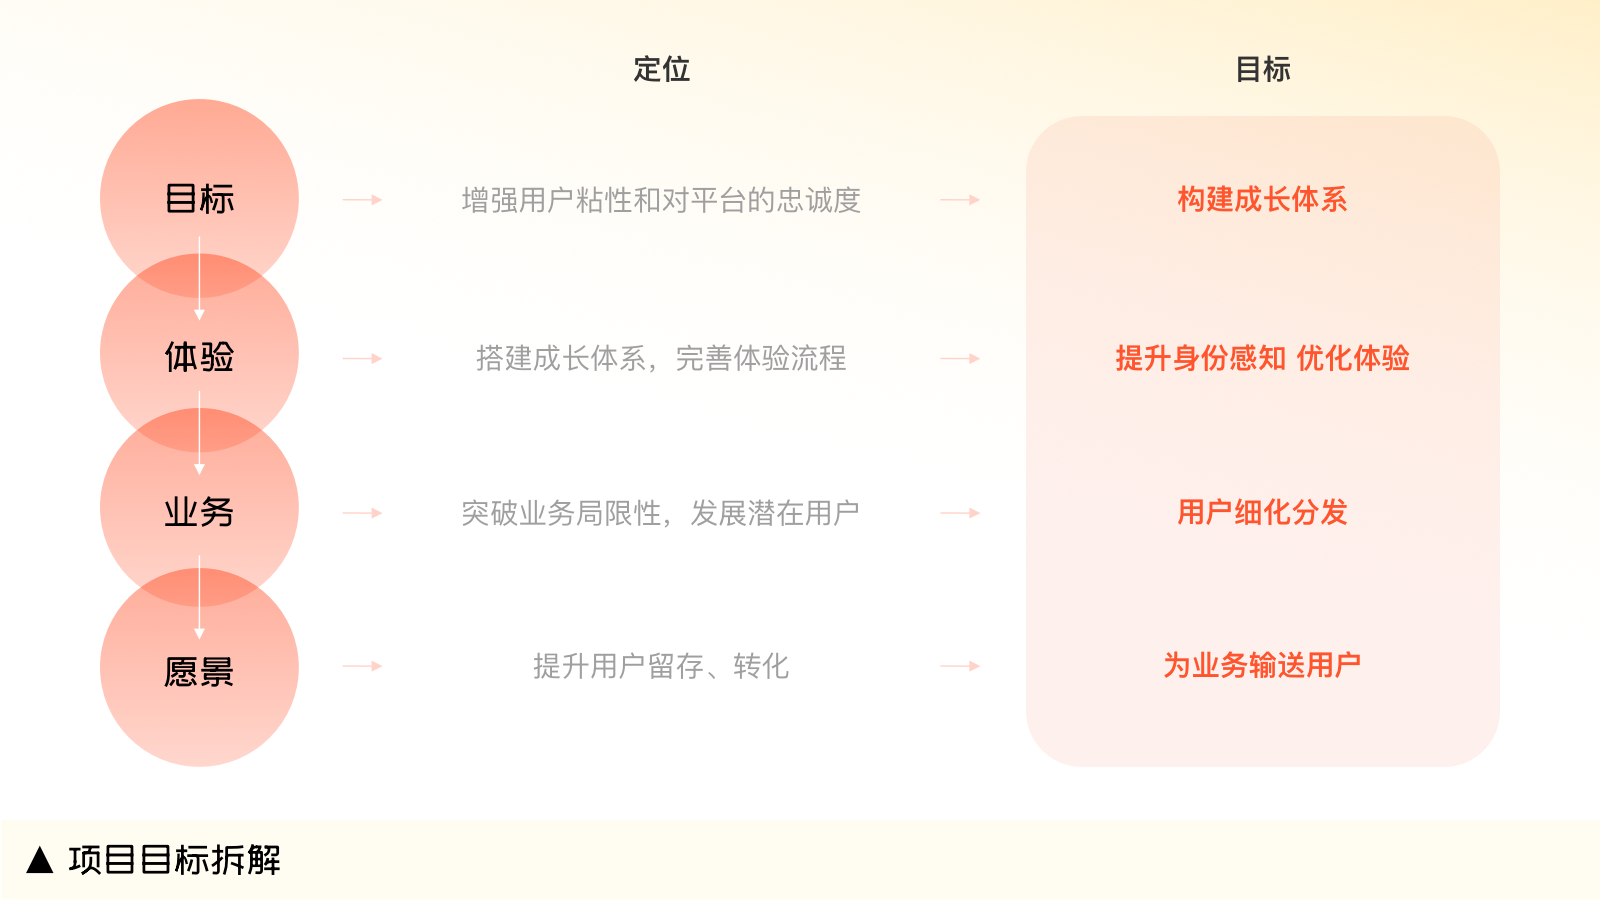 定位
目标
目标
增强用户粘性和对平台的忠诚度
构建成长体系
体验
搭建成长体系，完善体验流程
提升身份感知 优化体验
业务
突破业务局限性，发展潜在用户
用户细化分发
愿景
提升用户留存、转化
为业务输送用户
▲ 项目目标拆解